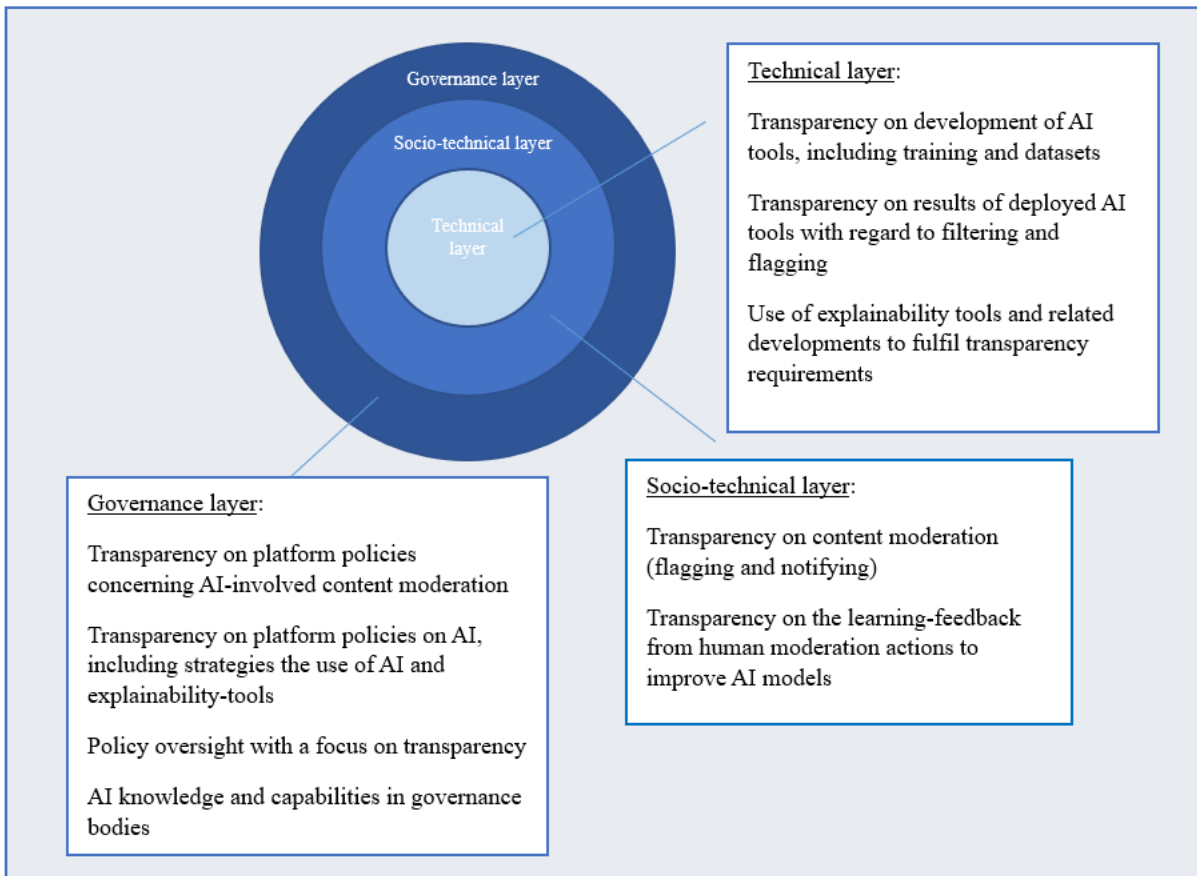 Governance layer
Socio-technical layer
Technical
layer
Technical layer:
Transparency on development of AI
tools, including training and datasets
Transparency on results of deployed AI
tools with regard to filtering and
flagging
Use of explainability tools and related
developments to fulfil transparency
requirements
Governance layer:
Transparency on platform policies
concerning AI-involved content moderation
Transparency on platform policies on AI,
including strategies the use of AI and
explainability-tools
Policy oversight with a focus on transparency
AI knowledge and capabilities in governance
bodies
Socio-technical layer:
Transparency on content moderation
(flagging and notifying)
Transparency on the learning-feedback
from human moderation actions to
improve AI models